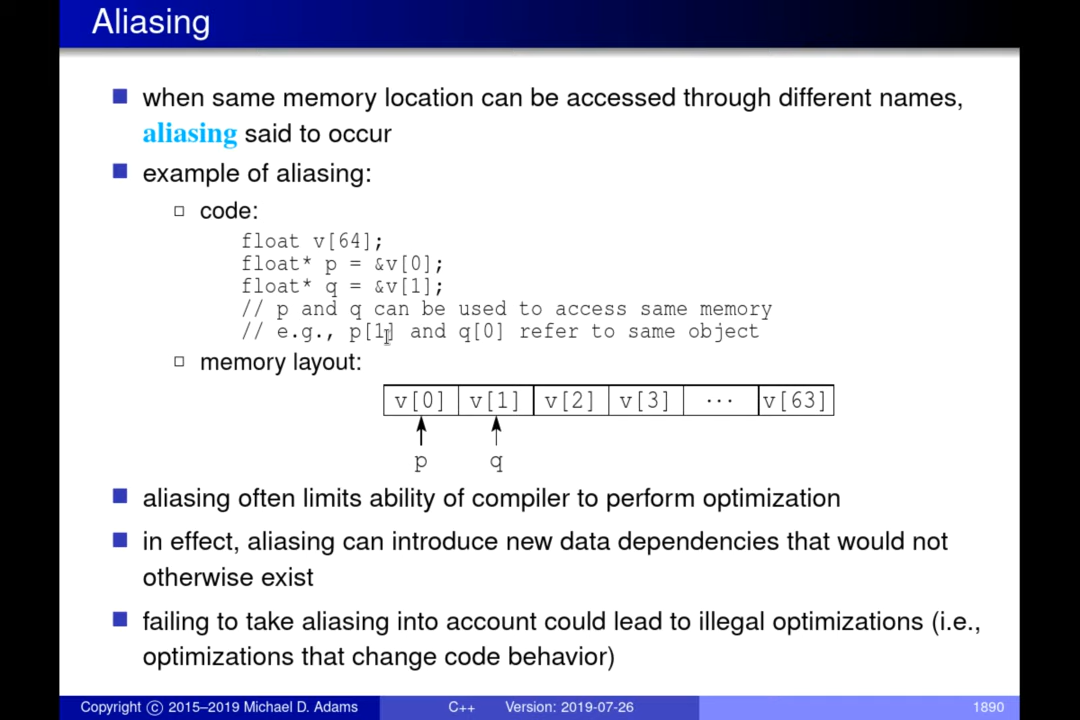 Aliasing
when same memory location can be accessed through different names,
aliasing said to occur
example of aliasing:
code:
float v[64];
float* p = &v[0];
float* q = &v[1];
// p and q can be used to access same memory
// e.g., p[1] and q[0] refer to same object
memory layout:
v[0] v[1] v[2] v[3] ··· v[63]
p q
aliasing often limits ability of compiler to perform optimization
in effect, aliasing can introduce new data dependencies that would not
otherwise exist
failing to take aliasing into account could lead to illegal optimizations (i.e.,
optimizations that change code behavior)
Copyright © 2015–2019 Michael D. Adams C++ Version: 2019-07-26 1890